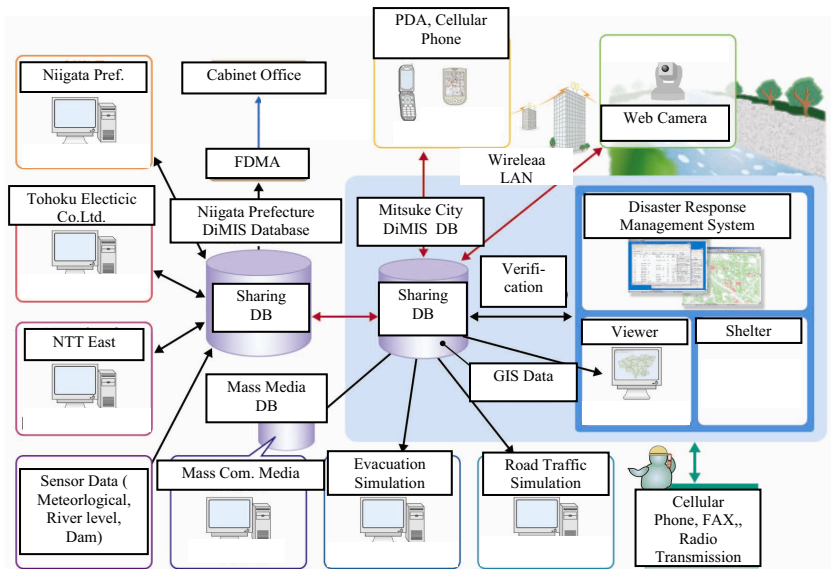 PDA, Cellular
Phone
Niigata Pref.
Cabinet Office
Web Camera
FDMA
Wireleaa
LAN
Tohoku Electicic
Co.Ltd.
Niigata Prefecture
DiMIS Database
Mitsuke City
DiMIS DB
Disaster Response
Management System
Verifi-
cation
Sharing
DB
Sharing
DB
NTT East
Viewer
Shelter
GIS Data
Mass Media
DB
Sensor Data (
Meteorlogical,
River level,
Dam)
Mass Com. Media
Evacuation
Simulation
Road Traffic
Simulation
Cellular
Phone, FAX,,
Radio
Transmission